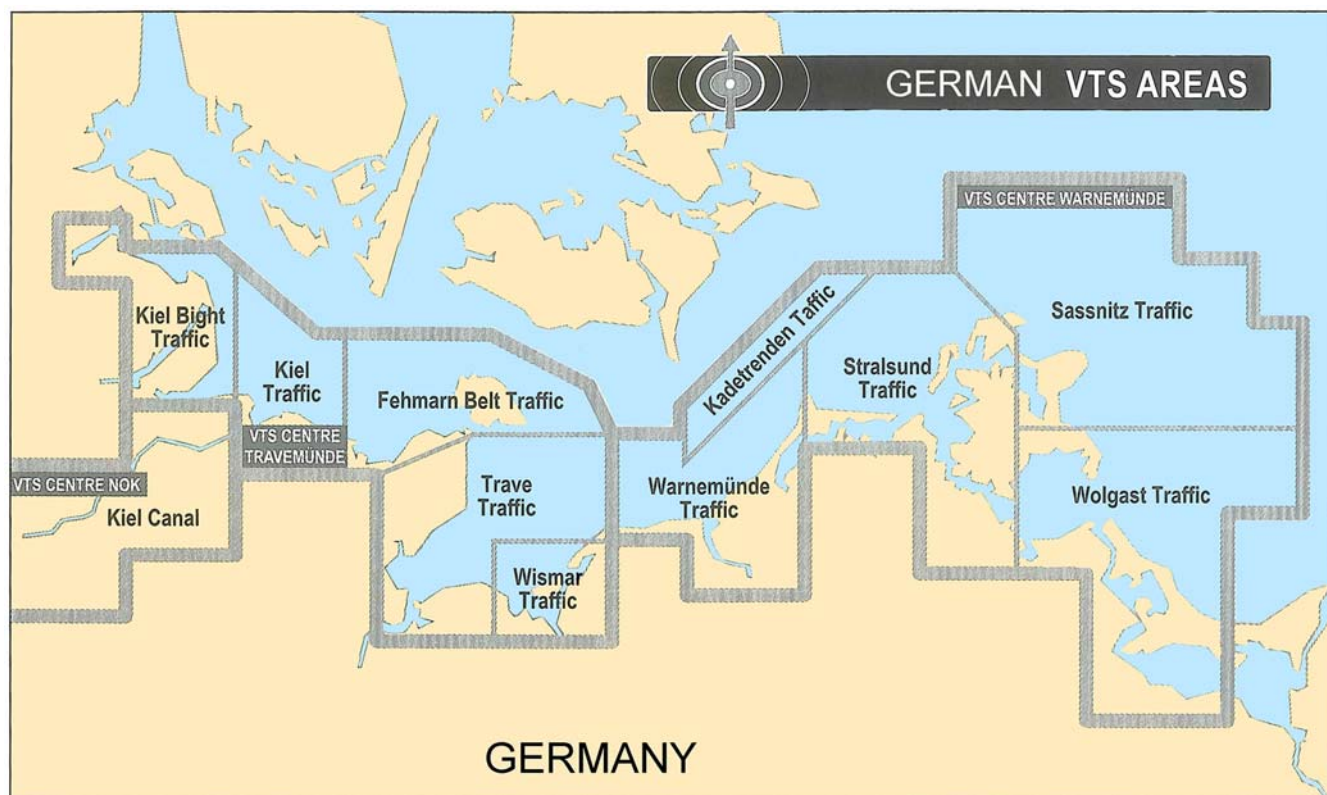 GERMAN VTS AREAS
VTS CENTRE WARNEMÜNDE
Kiel Bight
Traffic
Kiel
Traffic
Fehmarn Belt Traffic
Kadetrenden Taffic
Stralsund
Traffic
Sassnitz Traffic
VTS CENTRE
TRAVEMÜNDE
VTS CENTRE NOK
Kiel Canal
Trave
Traffic
Warnemünde
Traffic
Wolgast Traffic
Wismar
Traffic
GERMANY